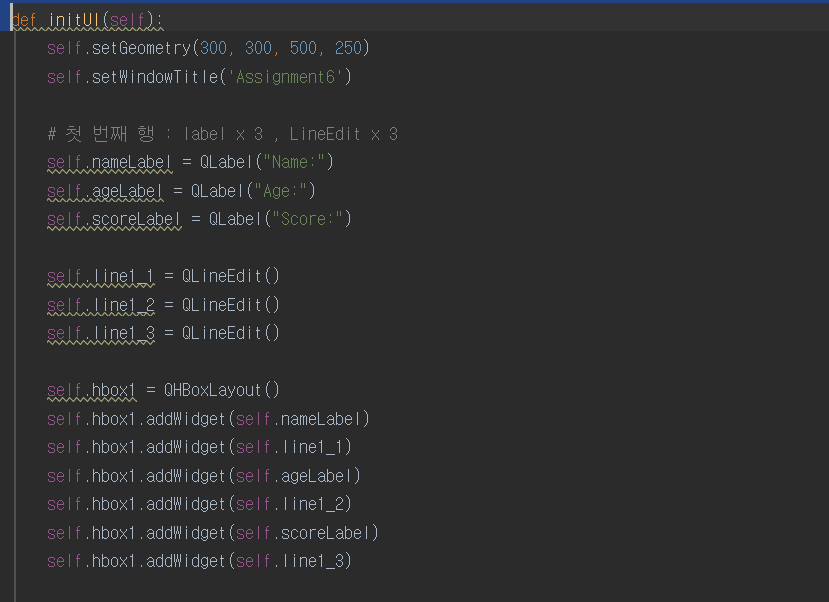 def initUI(self):
    self.setGeometry(300, 300, 500, 250)
    self.setWindowTitle('Assignment6')
    # 첫 번째 행 : label x 3 , LineEdit x 3
    self.nameLabel = QLabel("Name:")
    self.ageLabel = QLabel("Age:")
    self.scoreLabel = QLabel("Score:")
    self.line1_1 = QLineEdit()
    self.line1_2 = QLineEdit()
    self.line1_3 = QLineEdit()
    self.hbox1 = QHBoxLayout()
    self.hbox1.addWidget(self.nameLabel)
    self.hbox1.addWidget(self.line1_1)
    self.hbox1.addWidget(self.ageLabel)
    self.hbox1.addWidget(self.line1_2)
    self.hbox1.addWidget(self.scoreLabel)
    self.hbox1.addWidget(self.line1_3)